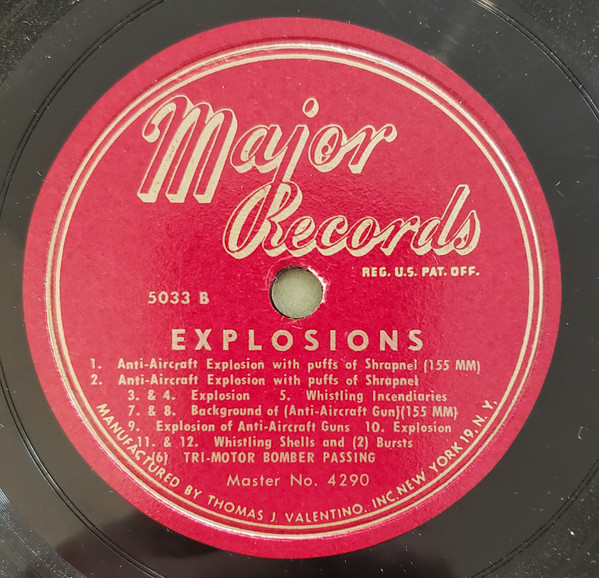 Major
Records
REG. U.S. PAT. OFF.
5033 B
EXPLOSIONS
1. Anti-Aircraft Explosion with puffs of Shrapnel (155 MM)
2. Anti-Aircraft Explosion with puffs of Shrapnel
3. & 4. Explosion 5. Whistling Incendiaries
7. & 8. Background of (Anti-Aircraft Gun)(155 MM)
9. Explosion of Anti-Aircraft Guns 10. Explosion
11. & 12. Whistling Shells and (2) Bursts
(6) TRI-MOTOR BOMBER PASSING
Master No. 4290
MANUFACTURED BY THOMAS J. VALENTINO, INC. NEW YORK 19, N.Y.